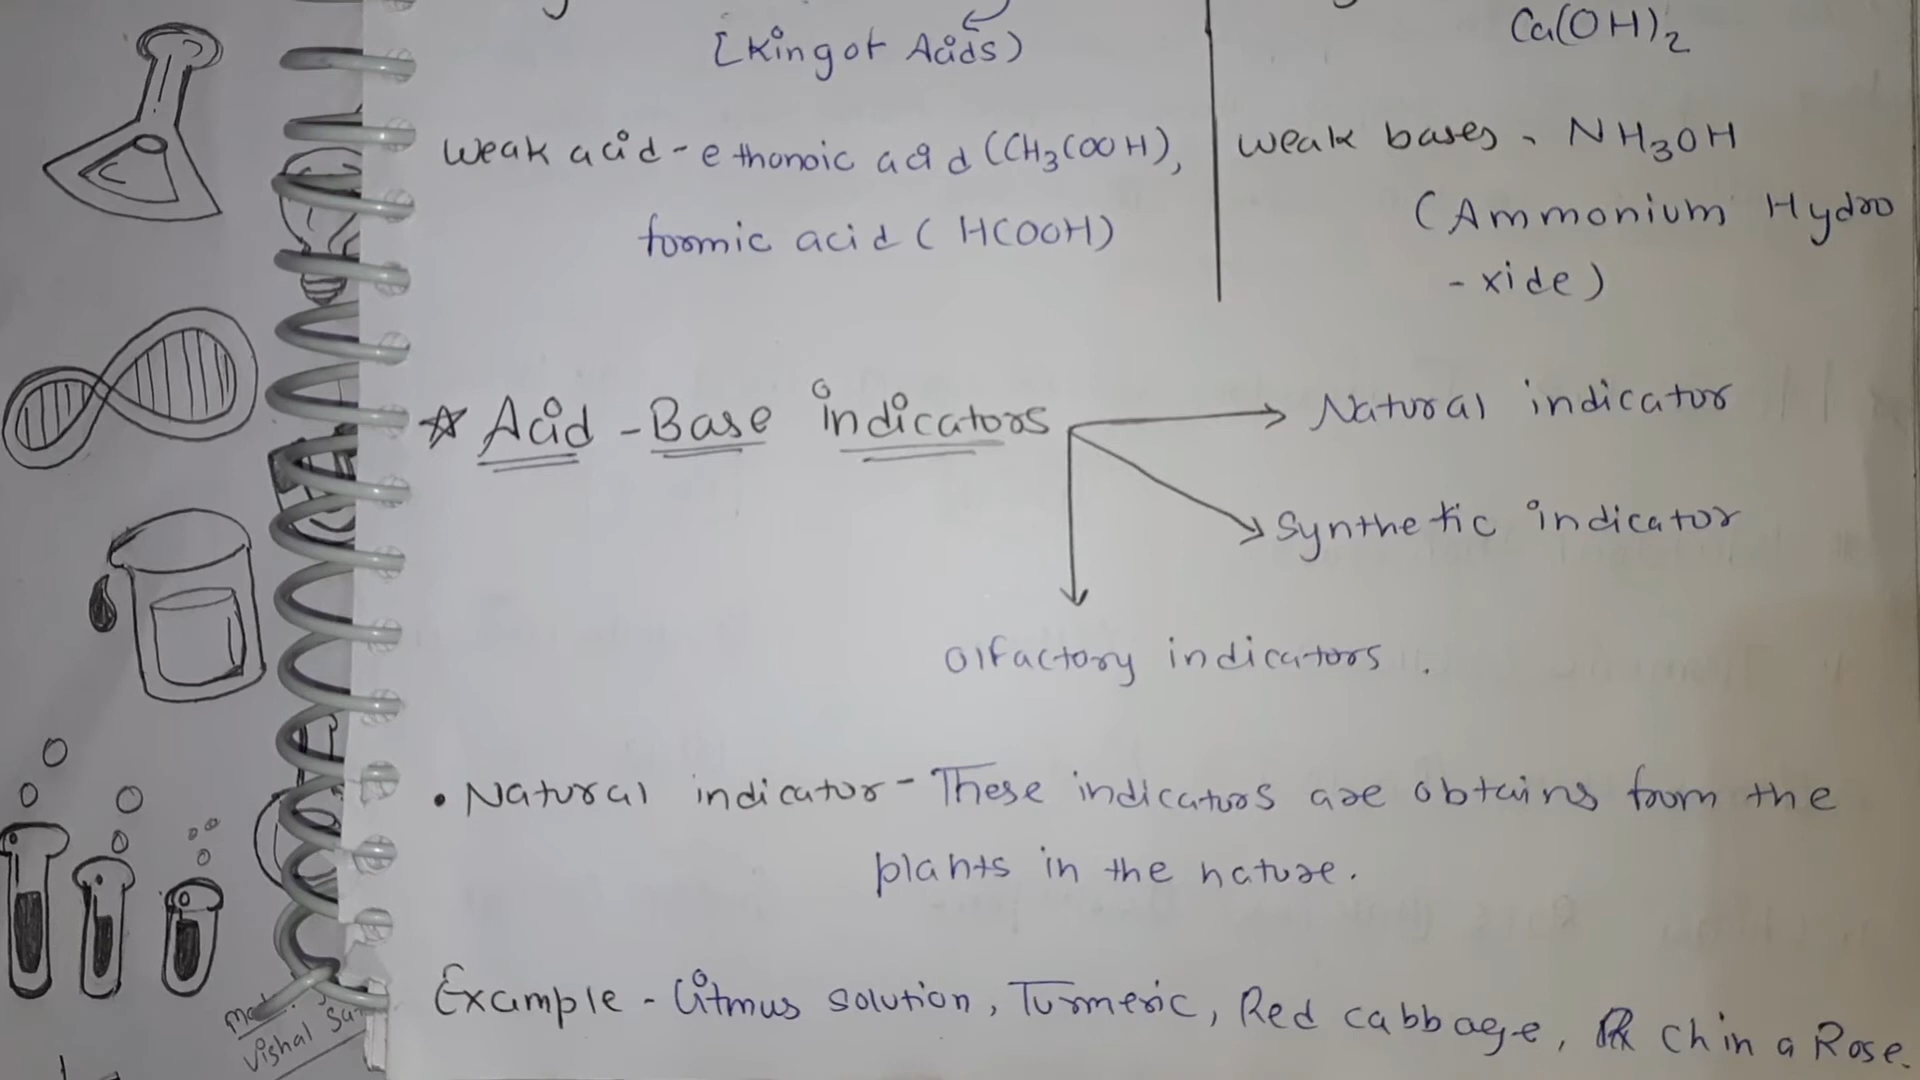 [King of Acids)
Ca(OH)2
weak acid - ethanoic acid (CH3COOH),
formic acid (HCOOH)
weak bases - NH3OH
(Ammonium Hydro
- xide)
☆ Acid - Base indicators
Natural indicator
Synthetic indicator
Olfactory indicators.
• Natural indicator - These indicators are obtains from the
plants in the nature.
Example - Litmus solution, Turmeric, Red cabbage, China Rose.
Vishal